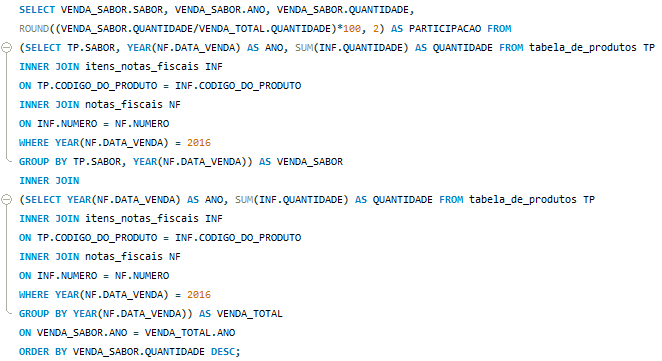 SELECT VENDA_SABOR.SABOR, VENDA_SABOR.ANO, VENDA_SABOR.QUANTIDADE,
ROUND((VENDA_SABOR.QUANTIDADE/VENDA_TOTAL.QUANTIDADE)*100, 2) AS PARTICIPACAO FROM
(SELECT TP.SABOR, YEAR(NF.DATA_VENDA) AS ANO, SUM(INF.QUANTIDADE) AS QUANTIDADE FROM tabela_de_produtos TP
INNER JOIN itens_notas_fiscais INF
ON TP.CODIGO_DO_PRODUTO = INF.CODIGO_DO_PRODUTO
INNER JOIN notas_fiscais NF
ON INF.NUMERO = NF.NUMERO
WHERE YEAR(NF.DATA_VENDA) = 2016
GROUP BY TP.SABOR, YEAR(NF.DATA_VENDA)) AS VENDA_SABOR
INNER JOIN
(SELECT YEAR(NF.DATA_VENDA) AS ANO, SUM(INF.QUANTIDADE) AS QUANTIDADE FROM tabela_de_produtos TP
INNER JOIN itens_notas_fiscais INF
ON TP.CODIGO_DO_PRODUTO = INF.CODIGO_DO_PRODUTO
INNER JOIN notas_fiscais NF
ON INF.NUMERO = NF.NUMERO
WHERE YEAR(NF.DATA_VENDA) = 2016
GROUP BY YEAR(NF.DATA_VENDA)) AS VENDA_TOTAL
ON VENDA_SABOR.ANO = VENDA_TOTAL.ANO
ORDER BY VENDA_SABOR.QUANTIDADE DESC;